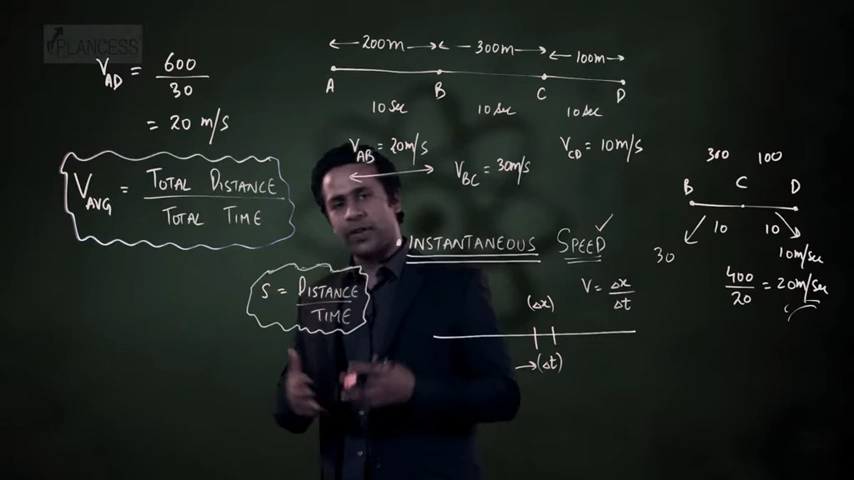 PLANCESS
V_AD = 600/30
= 20 m/s
V_AVG = TOTAL DISTANCE / TOTAL TIME
200m 300m 100m
A B C D
10 sec 10 sec 10 sec
V_AB = 20m/s V_BC = 30m/s V_CD = 10m/s
INSTANTANEOUS SPEED
S = DISTANCE / TIME
V = Δx/Δt
(Δx)
→(Δt)
300 100
B C D
10 10
30 10m/sec
400/20 = 20m/sec